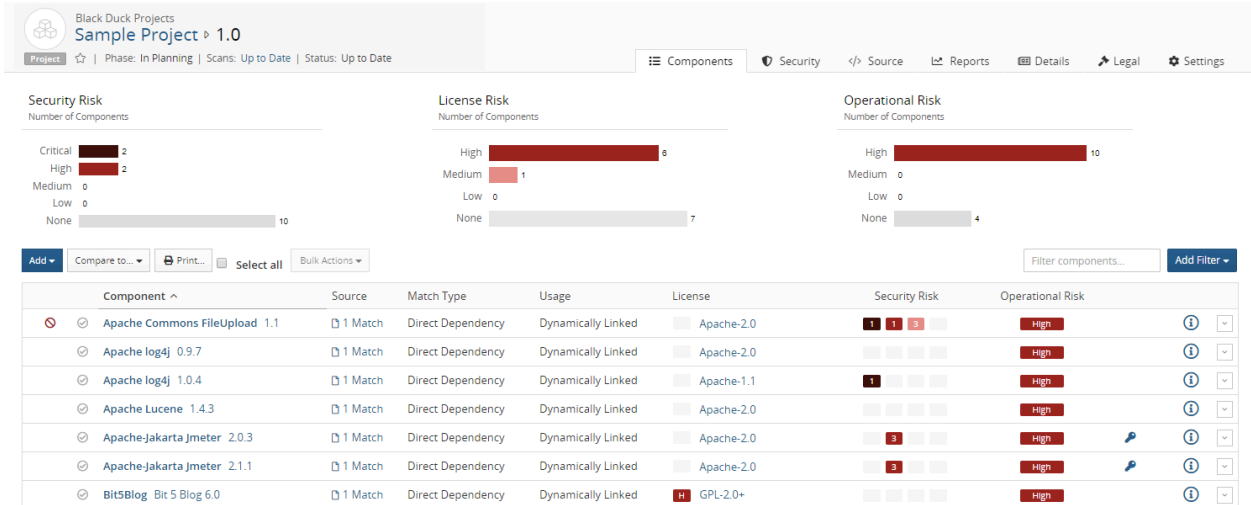 Black Duck Projects
Sample Project ▹ 1.0
Project | Phase: In Planning | Scans: Up to Date | Status: Up to Date
Components Security Source Reports Details Legal Settings
Security Risk
Number of Components
Critical 2
High 2
Medium 0
Low 0
None 10
License Risk
Number of Components
High 6
Medium 1
Low 0
None 7
Operational Risk
Number of Components
High 10
Medium 0
Low 0
None 4
Add Compare to... Print... Select all Bulk Actions Filter components... Add Filter
Component Source Match Type Usage License Security Risk Operational Risk
Apache Commons FileUpload 1.1 1 Match Direct Dependency Dynamically Linked Apache-2.0 1 1 3 High
Apache log4j 0.9.7 1 Match Direct Dependency Dynamically Linked Apache-2.0 High
Apache log4j 1.0.4 1 Match Direct Dependency Dynamically Linked Apache-1.1 1 High
Apache Lucene 1.4.3 1 Match Direct Dependency Dynamically Linked Apache-2.0 High
Apache-Jakarta Jmeter 2.0.3 1 Match Direct Dependency Dynamically Linked Apache-2.0 3 High
Apache-Jakarta Jmeter 2.1.1 1 Match Direct Dependency Dynamically Linked Apache-2.0 3 High
Bit5Blog Bit 5 Blog 6.0 1 Match Direct Dependency Dynamically Linked H GPL-2.0+ High